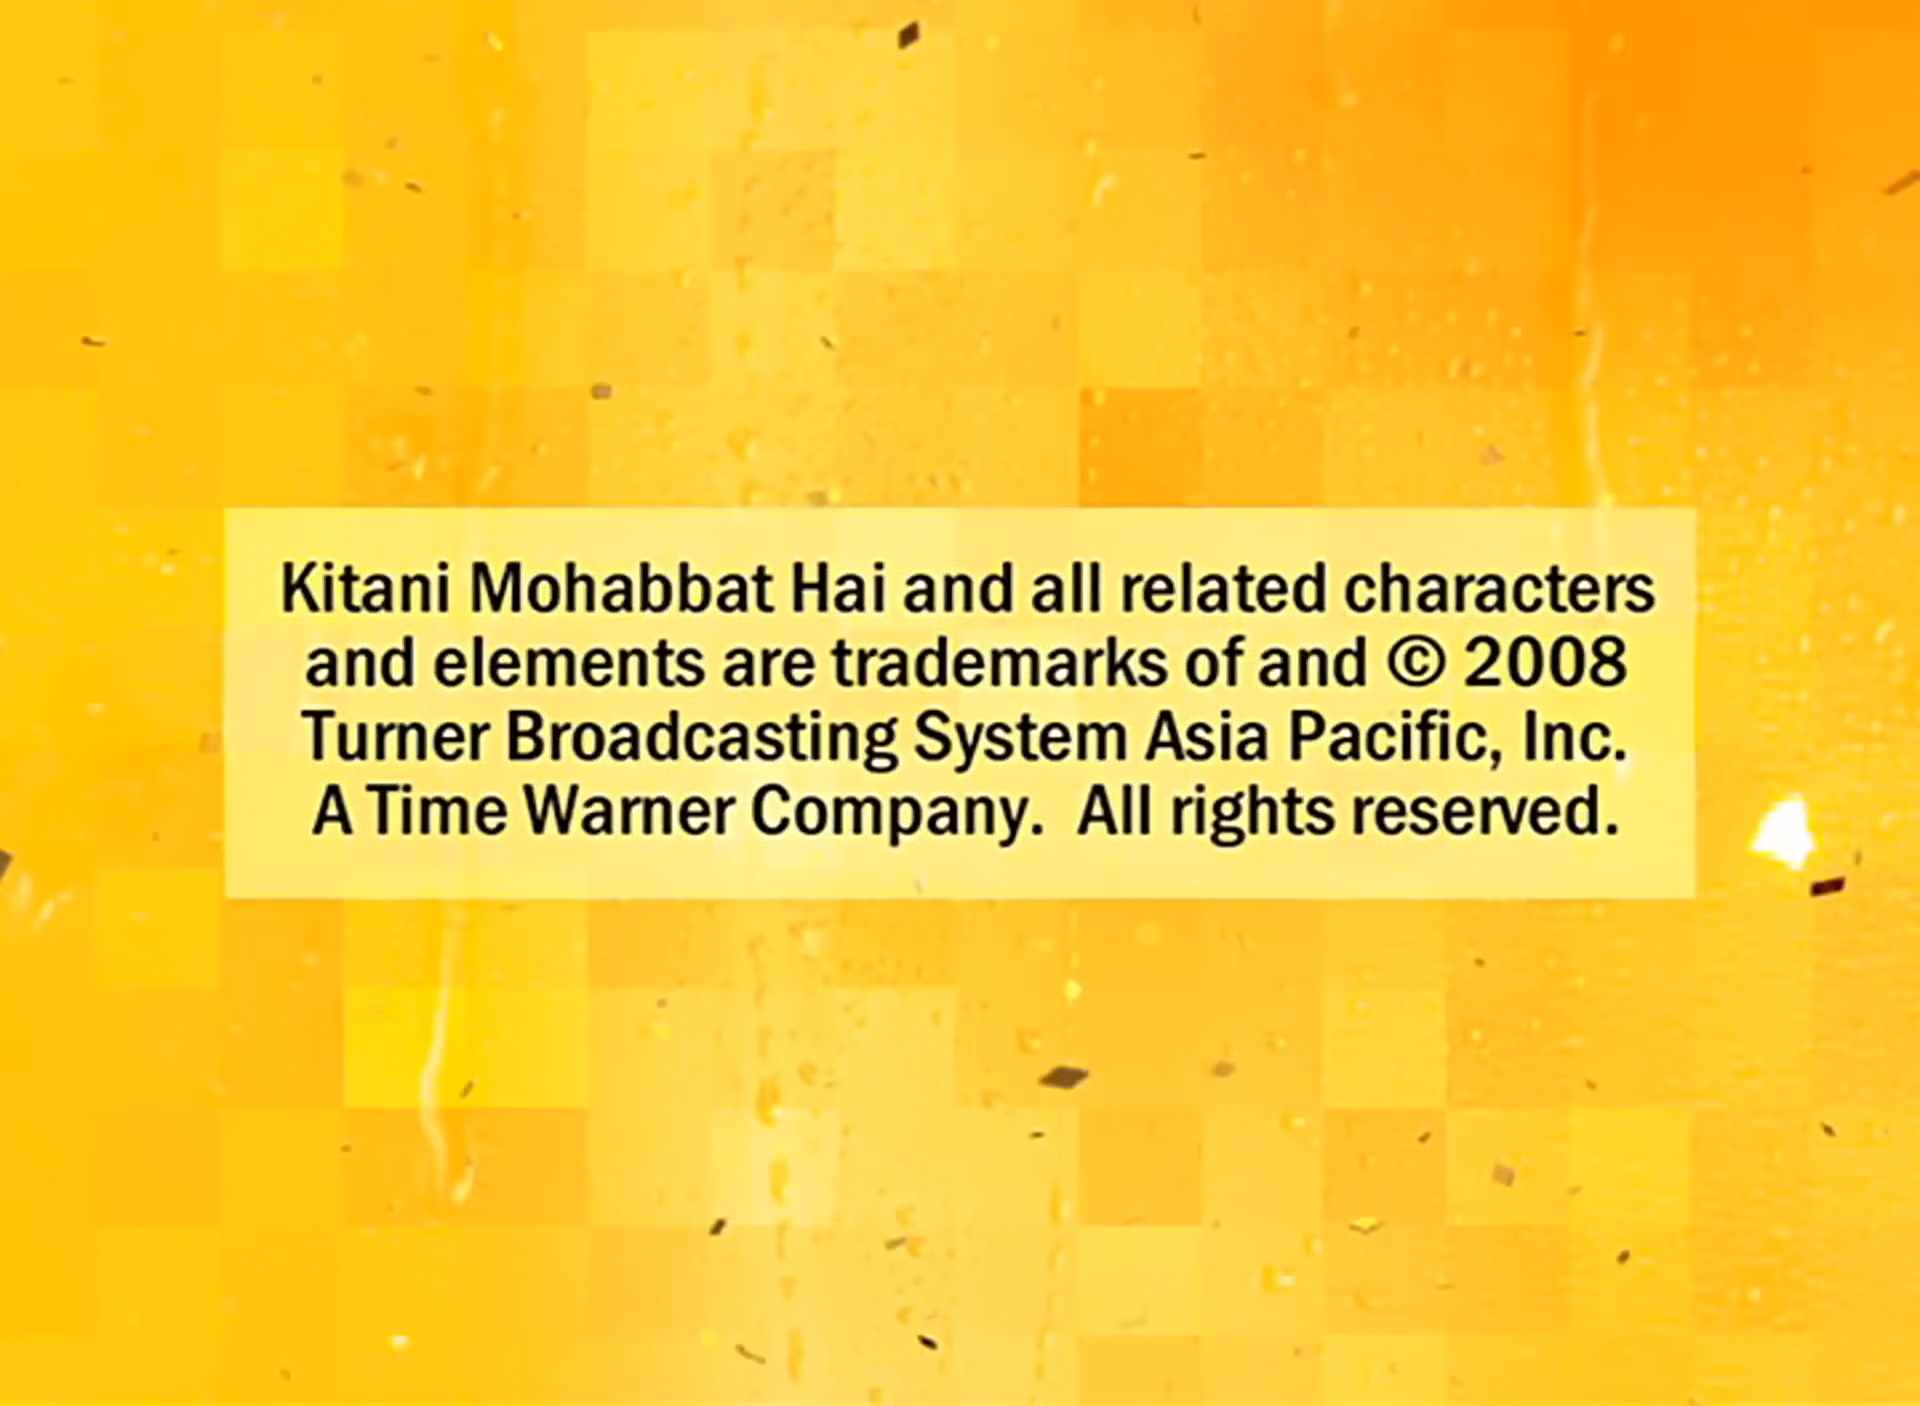 Kitani Mohabbat Hai and all related characters
and elements are trademarks of and © 2008
Turner Broadcasting System Asia Pacific, Inc.
A Time Warner Company.  All rights reserved.